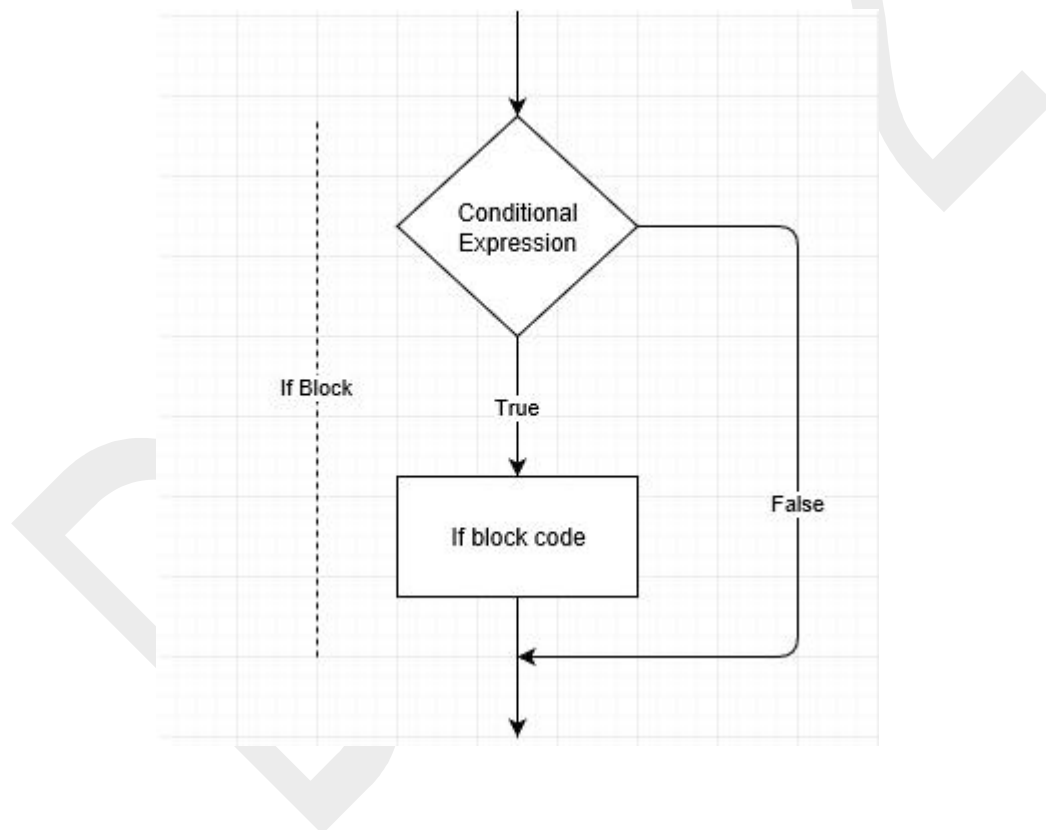 Conditional
Expression
If Block
True
False
If block code